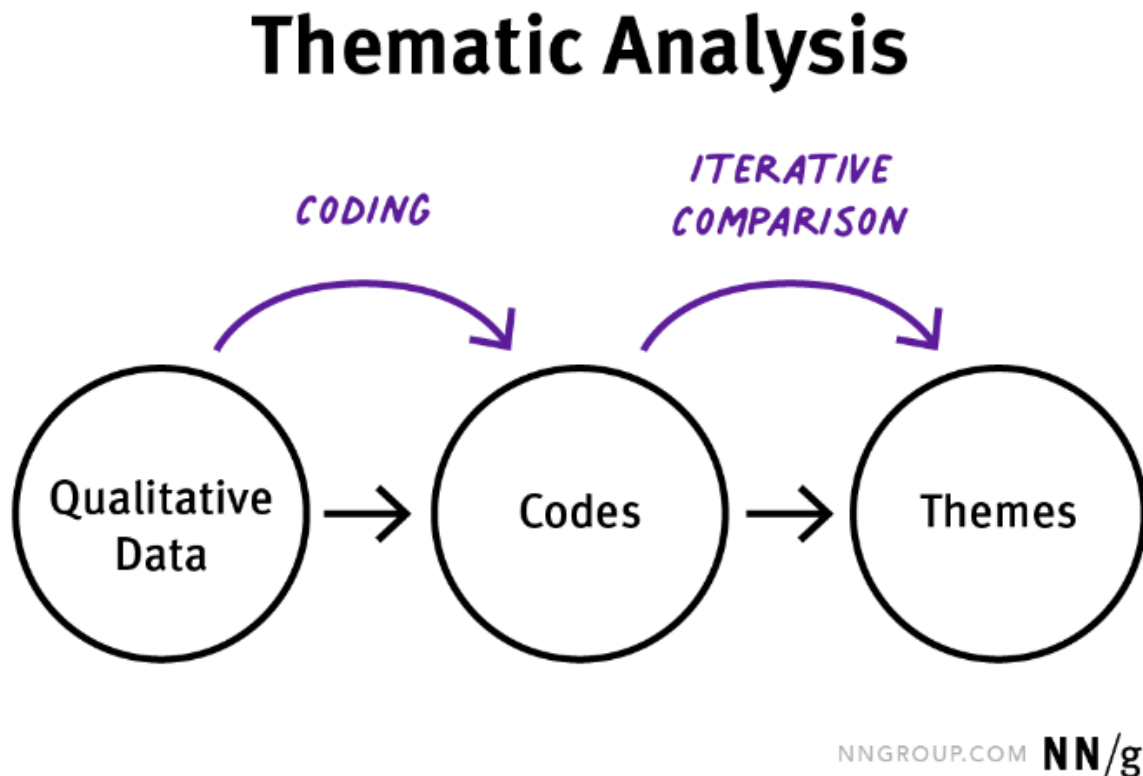 Thematic Analysis
CODING
ITERATIVE
COMPARISON
Qualitative
Data
Codes
Themes
NNGROUP.COM NN/g